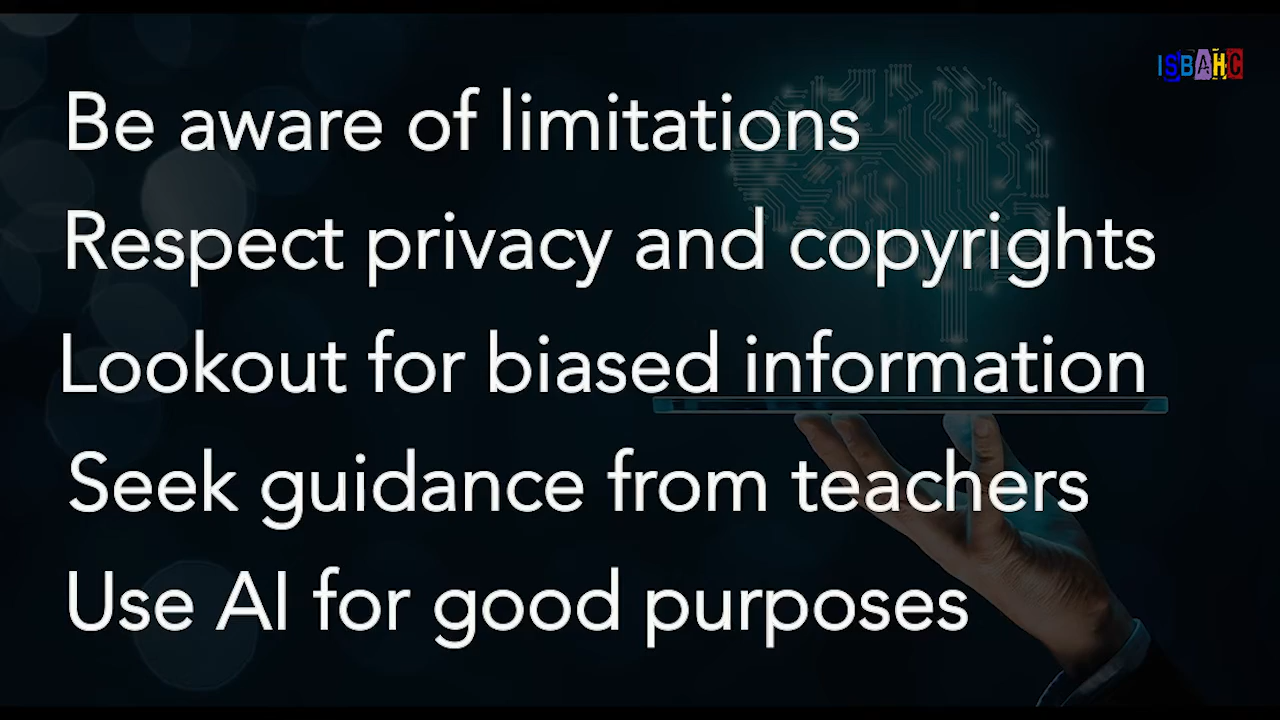 ISBAHC
Be aware of limitations
Respect privacy and copyrights
Lookout for biased information
Seek guidance from teachers
Use AI for good purposes